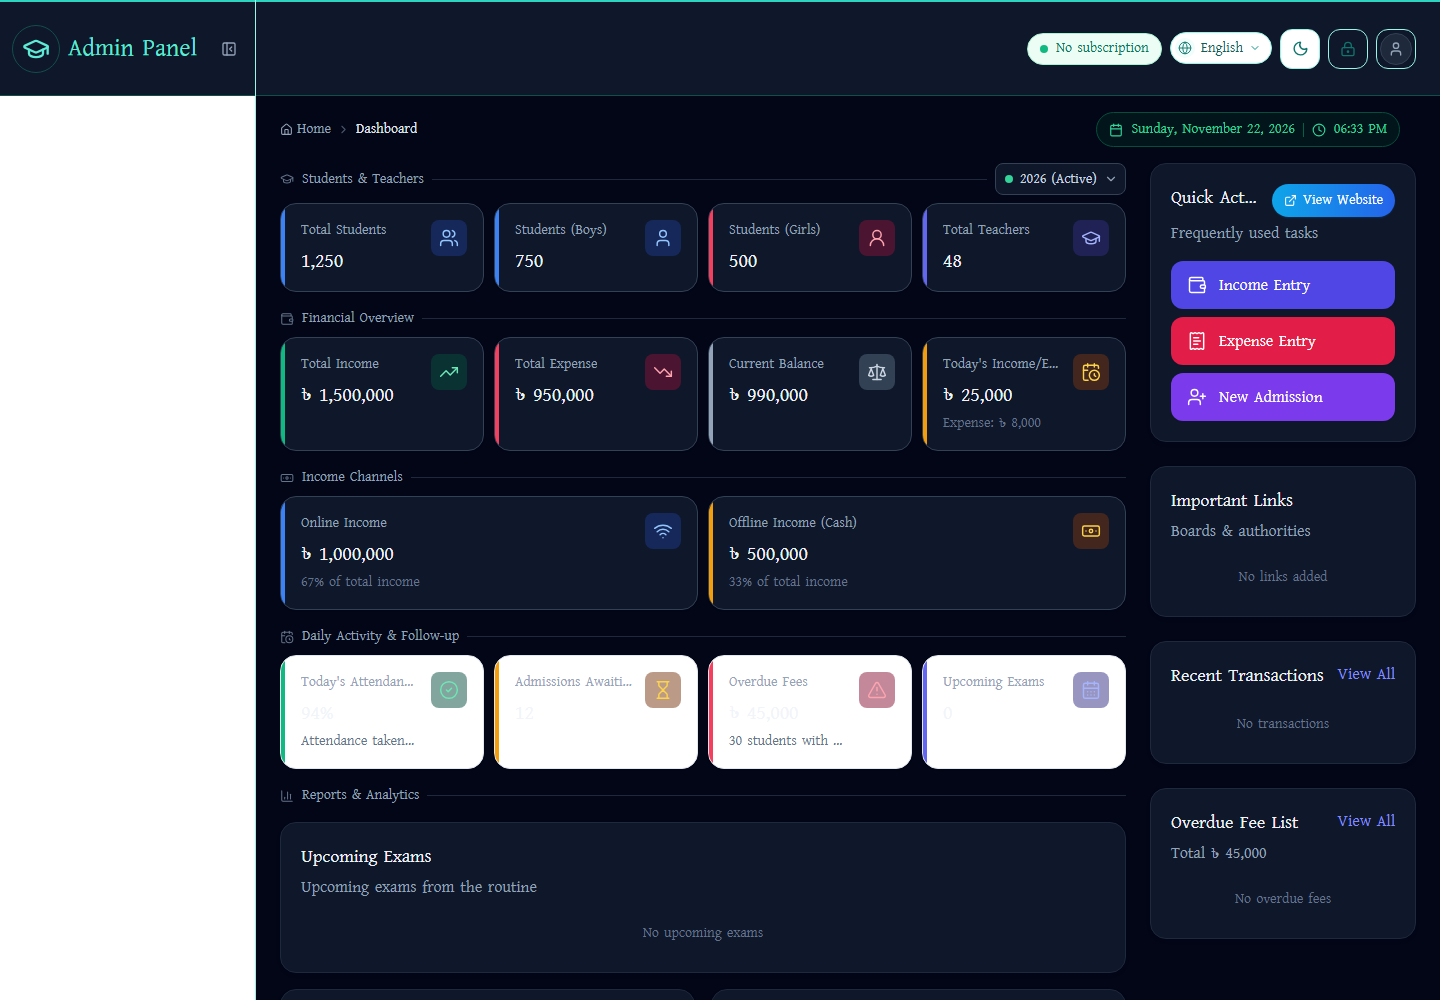 Admin Panel
No subscription
English
Home
Dashboard
Sunday, November 22, 2026
06:33 PM
Students & Teachers
2026 (Active)
Total Students
1,250
Students (Boys)
750
Students (Girls)
500
Total Teachers
48
Financial Overview
Total Income
৳ 1,500,000
Total Expense
৳ 950,000
Current Balance
৳ 990,000
Today's Income/E...
৳ 25,000
Expense: ৳ 8,000
Income Channels
Online Income
৳ 1,000,000
67% of total income
Offline Income (Cash)
৳ 500,000
33% of total income
Daily Activity & Follow-up
Today's Attendan...
94%
Attendance taken...
Admissions Awaiti...
12
Overdue Fees
৳ 45,000
30 students with ...
Upcoming Exams
0
Reports & Analytics
Upcoming Exams
Upcoming exams from the routine
No upcoming exams
Quick Act...
View Website
Frequently used tasks
Income Entry
Expense Entry
New Admission
Important Links
Boards & authorities
No links added
Recent Transactions
View All
No transactions
Overdue Fee List
View All
Total ৳ 45,000
No overdue fees